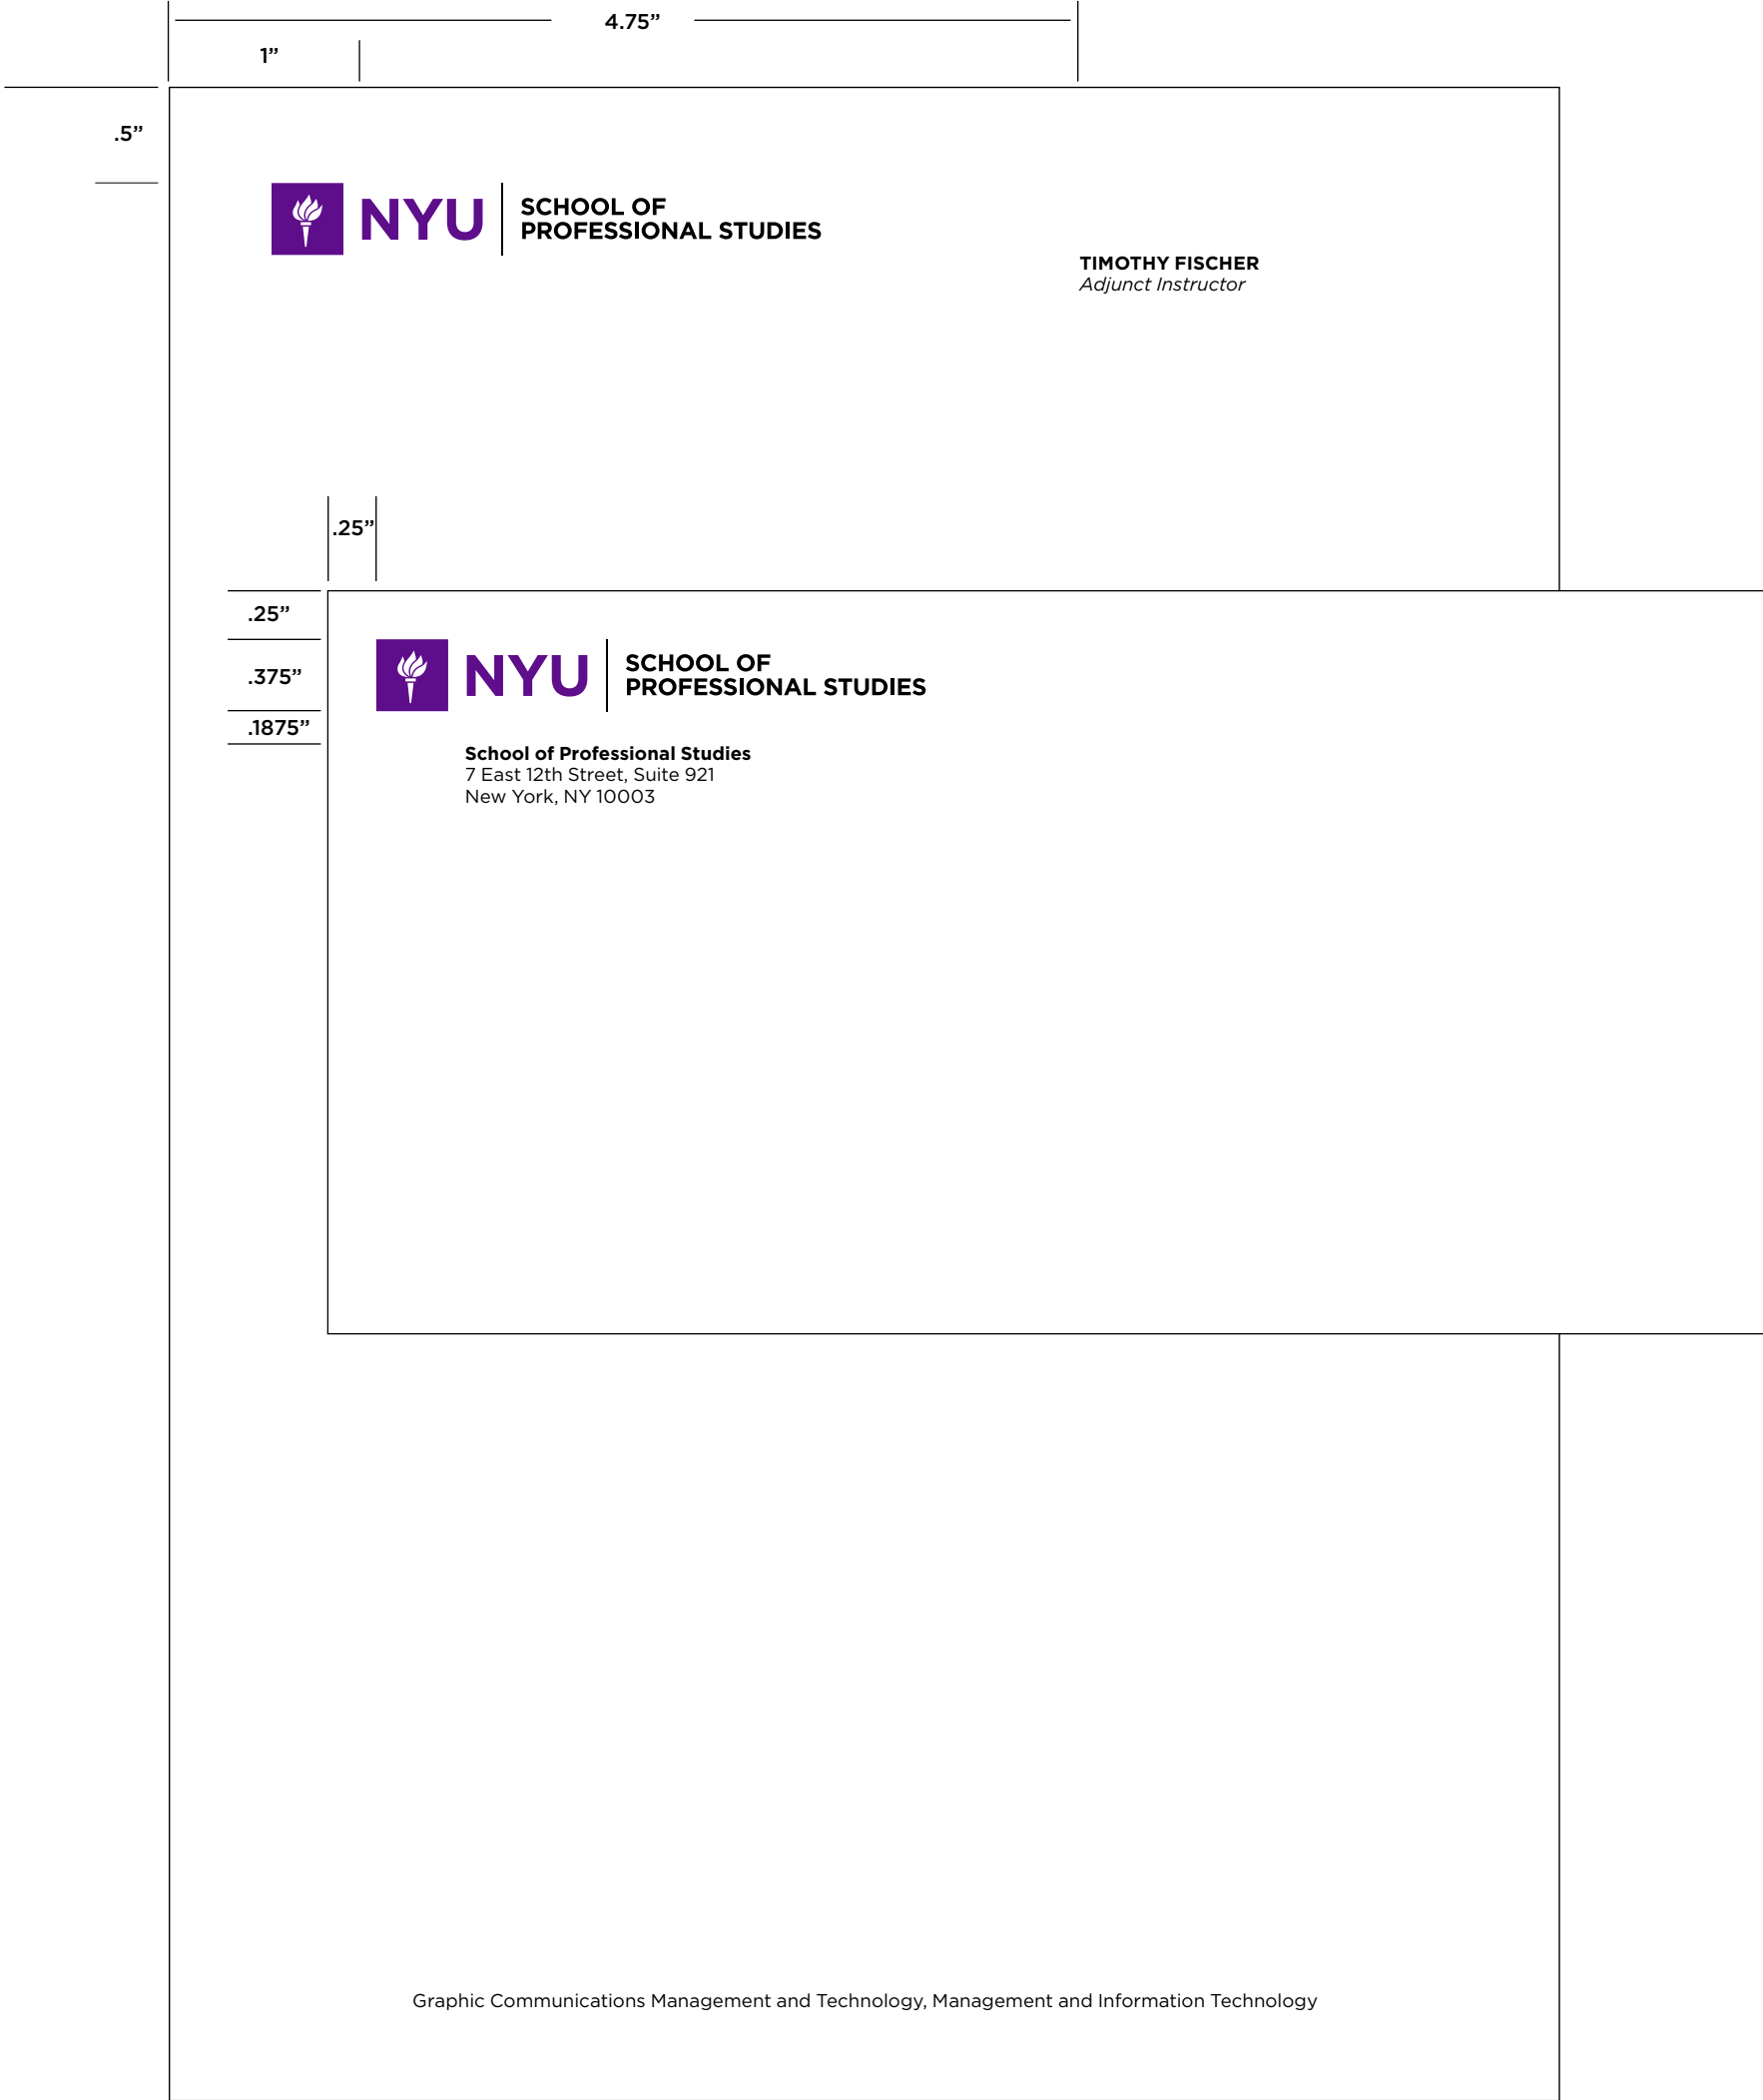 4.75”
1”
.5”
NYU
SCHOOL OF
PROFESSIONAL STUDIES
TIMOTHY FISCHER
Adjunct Instructor
.25”
.25”
.375”
.1875”
NYU
SCHOOL OF
PROFESSIONAL STUDIES
School of Professional Studies
7 East 12th Street, Suite 921
New York, NY 10003
Graphic Communications Management and Technology, Management and Information Technology